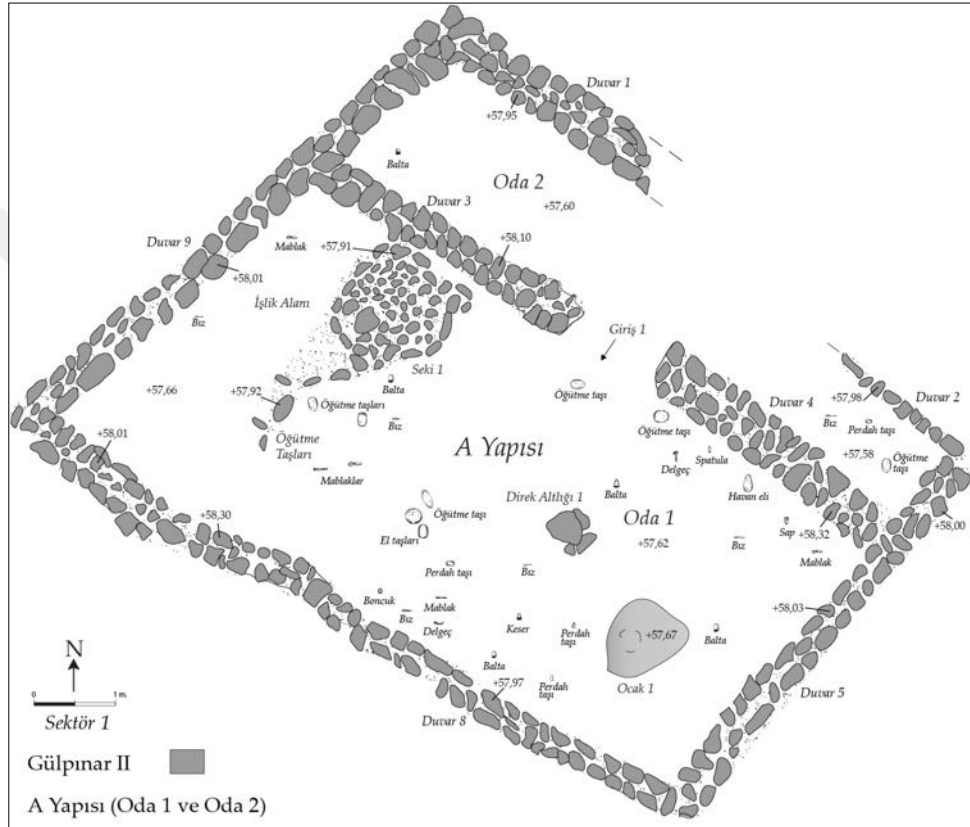 Duvar 1
+57,95
Balta
Oda 2
Duvar 3
+57,60
Duvar 9
Mablak
+57,91
+58,10
+58,01
İşlik Alanı
Giriş 1
Bız
Seki 1
Duvar 4
+57,98
Duvar 2
+57,66
+57,92
Balta
Öğütme taşı
Öğütme taşları
Bız
Öğütme taşı
Bız
Perdah taşı
+57,58
Öğütme
taşı
Öğütme
Taşları
A Yapısı
Delgeç
Spatula
+58,01
Mablaklar
Direk Altlığı 1
Balta
Havan eli
+58,00
+58,30
Öğütme taşı
Oda 1
Sap
+58,32
El taşları
+57,62
Bız
Mablak
Perdah taşı
Bız
Boncuk
Mablak
+58,03
Bız
Delgeç
Keser
Perdah
taşı
+57,67
Balta
N
Balta
+57,97
Perdah
taşı
Ocak 1
Duvar 5
0
1 m.
Sektör 1
Duvar 8
Gülpınar II
A Yapısı (Oda 1 ve Oda 2)